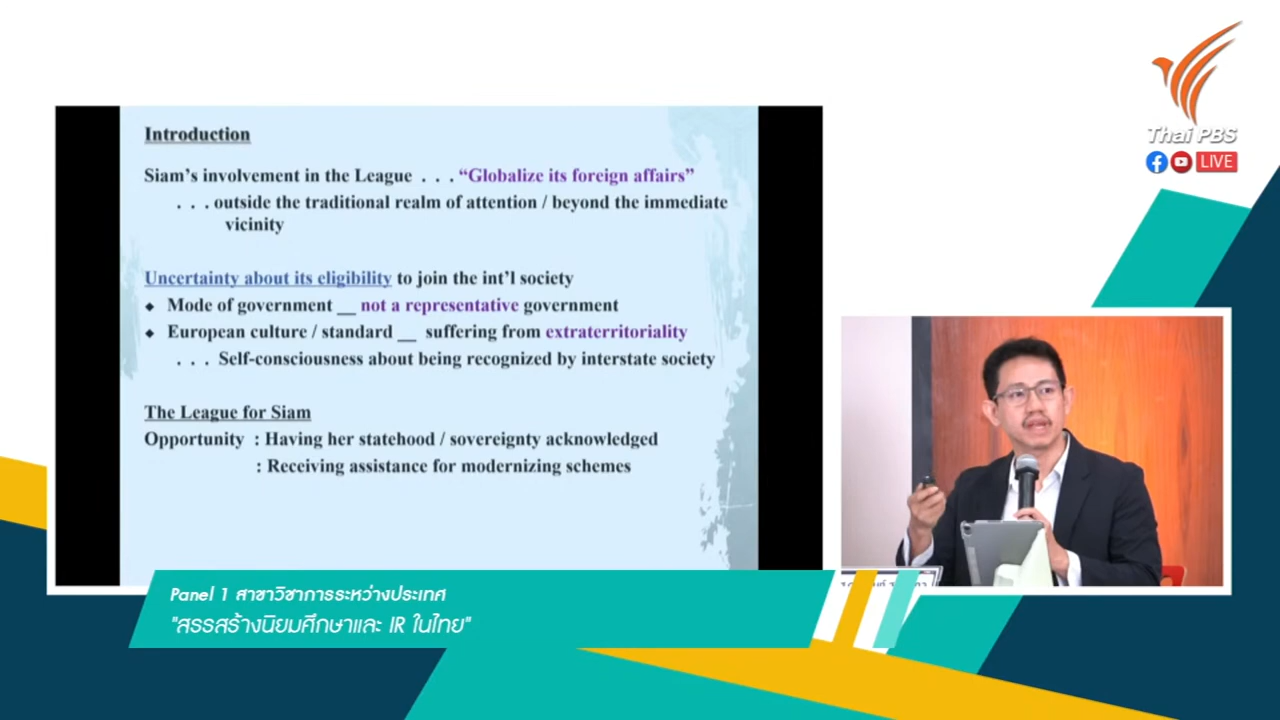 Introduction
Siam's involvement in the League . . . "Globalize its foreign affairs"
. . . outside the traditional realm of attention / beyond the immediate
vicinity
Uncertainty about its eligibility to join the int'l society
◆ Mode of government __ not a representative government
◆ European culture / standard __ suffering from extraterritoriality
. . . Self-consciousness about being recognized by interstate society
The League for Siam
Opportunity : Having her statehood / sovereignty acknowledged
: Receiving assistance for modernizing schemes
Thai PBS
LIVE
Panel 1 สาขาวิชาการระหว่างประเทศ
"สรรสร้างนิยมศึกษาและ IR ในไทย"